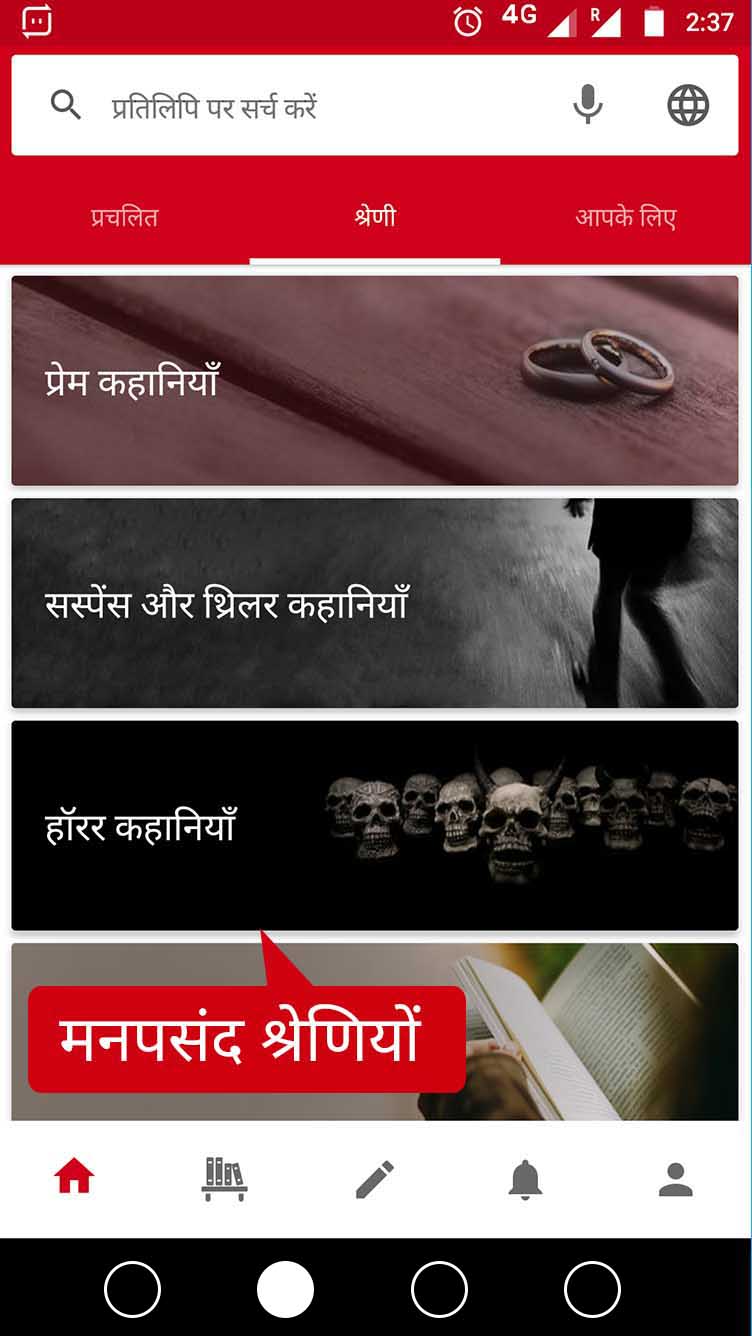 4G R 2:37
प्रतिलिपि पर सर्च करें
प्रचलित श्रेणी आपके लिए
प्रेम कहानियाँ
सस्पेंस और थ्रिलर कहानियाँ
हॉरर कहानियाँ
मनपसंद श्रेणियों